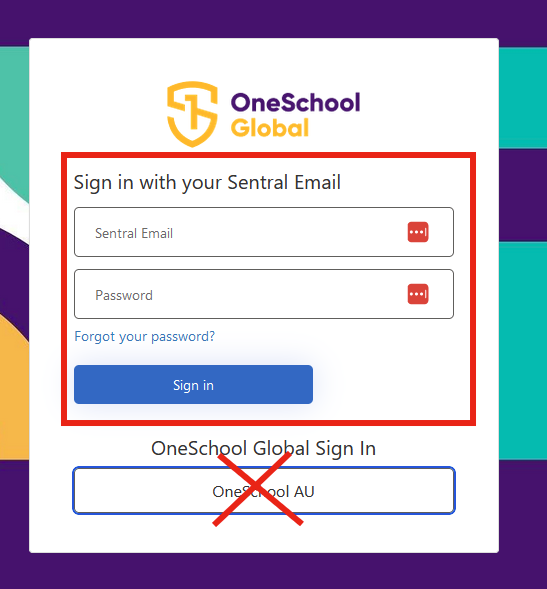 OneSchool
Global
Sign in with your Sentral Email
Sentral Email
Password
Forgot your password?
Sign in
OneSchool Global Sign In
OneSchool AU